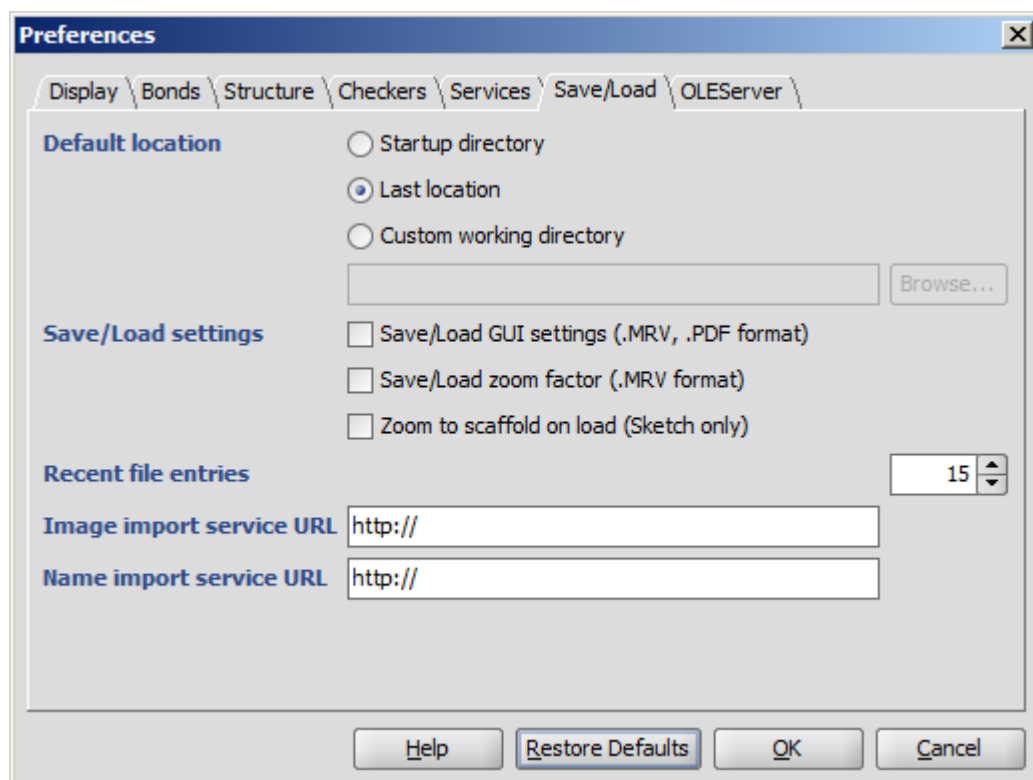 Preferences
Display Bonds Structure Checkers Services Save/Load OLEServer
Default location Startup directory
Last location
Custom working directory
Browse...
Save/Load settings Save/Load GUI settings (.MRV, .PDF format)
Save/Load zoom factor (.MRV format)
Zoom to scaffold on load (Sketch only)
Recent file entries 15
Image import service URL http://
Name import service URL http://
Help Restore Defaults OK Cancel